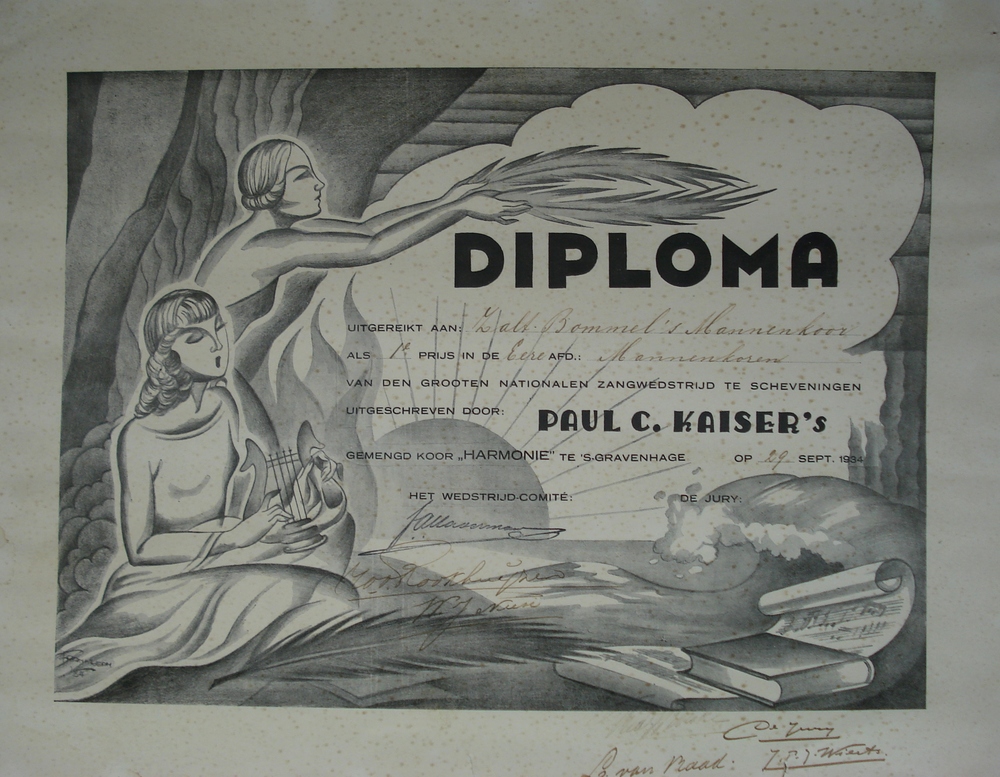 DIPLOMA
UITGEREIKT AAN: Zalt-Bommel's Mannenkoor
ALS 1e PRIJS IN DE Eere AFD.: Mannenkoren
VAN DEN GROOTEN NATIONALEN ZANGWEDSTRIJD TE SCHEVENINGEN
UITGESCHREVEN DOOR: PAUL C. KAISER's
GEMENGD KOOR „HARMONIE" TE 'S-GRAVENHAGE OP 29 SEPT. 1934
HET WEDSTRIJD-COMITÉ: DE JURY:
De Jury
B. van Raad: